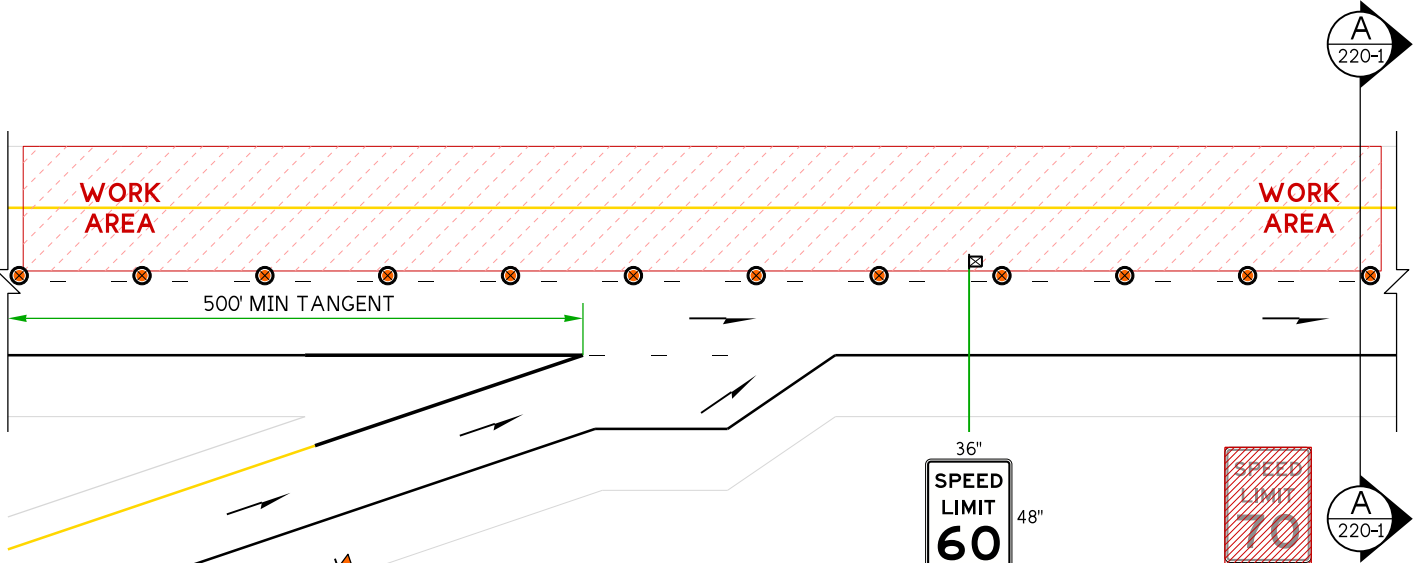 A
220-1
WORK
AREA
WORK
AREA
500' MIN TANGENT
36"
SPEED
LIMIT
60
48"
SPEED
LIMIT
70
A
220-1